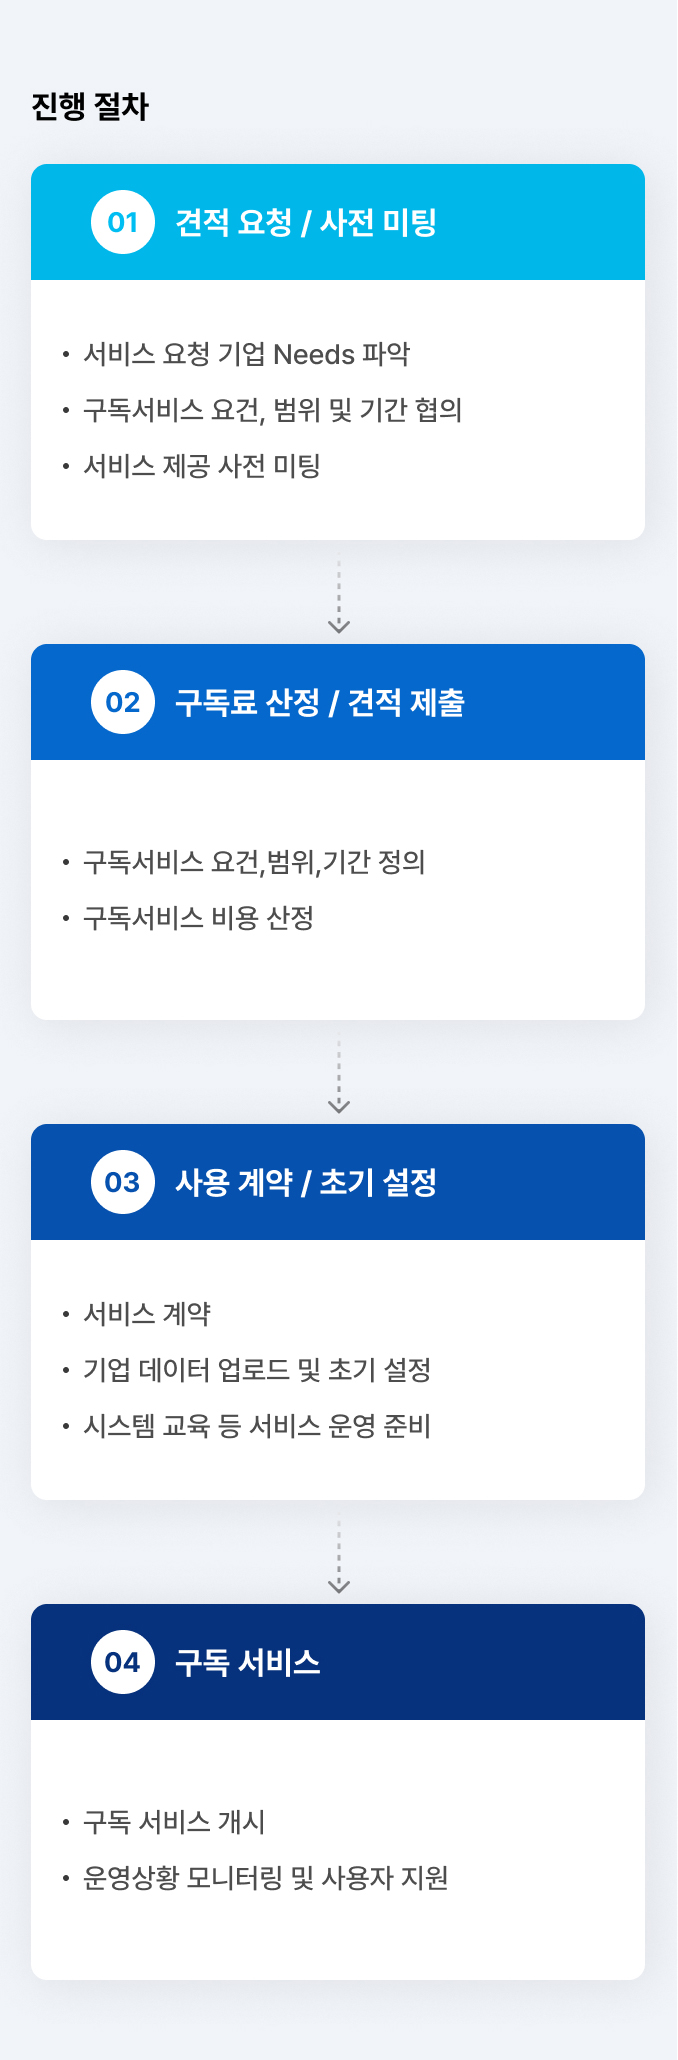 진행 절차
01 견적 요청 / 사전 미팅
• 서비스 요청 기업 Needs 파악
• 구독서비스 요건, 범위 및 기간 협의
• 서비스 제공 사전 미팅
02 구독료 산정 / 견적 제출
• 구독서비스 요건,범위,기간 정의
• 구독서비스 비용 산정
03 사용 계약 / 초기 설정
• 서비스 계약
• 기업 데이터 업로드 및 초기 설정
• 시스템 교육 등 서비스 운영 준비
04 구독 서비스
• 구독 서비스 개시
• 운영상황 모니터링 및 사용자 지원